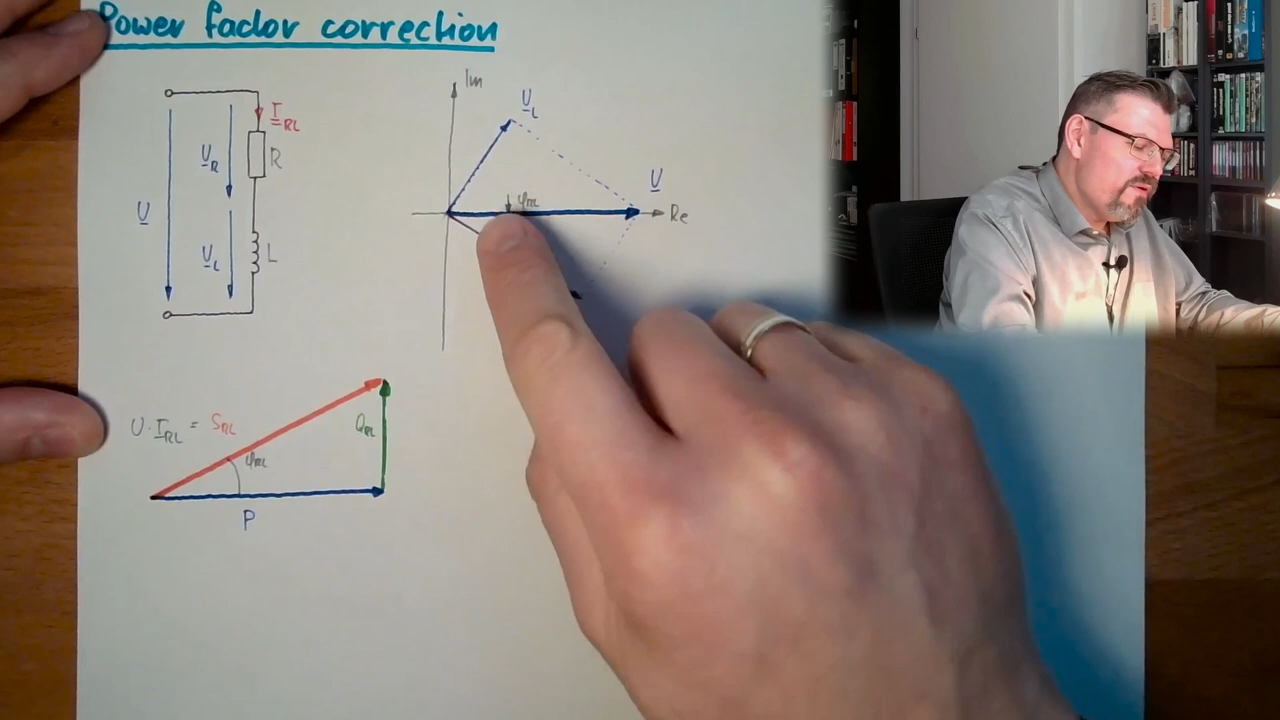 Power factor correction
Im
I_RL
U_L
U_R
R
φ_RL
U
U
Re
U_L
L
U·I_RL = S_RL
Q_RL
φ_RL
P